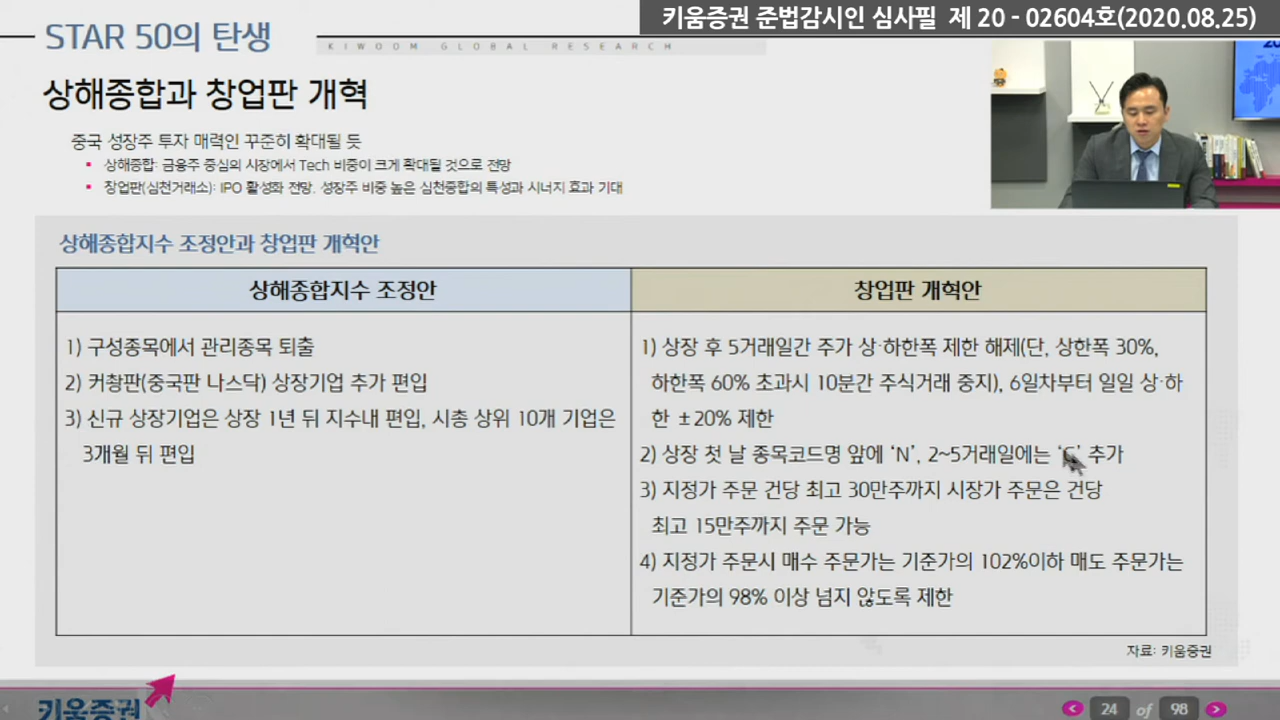 키움증권 준법감시인 심사필 제 20 - 02604호(2020.08.25)
STAR 50의 탄생
KIWOOM GLOBAL RESEARCH
상해종합과 창업판 개혁
중국 성장주 투자 매력인 꾸준히 확대될 듯
상해종합: 금융주 중심의 시장에서 Tech 비중이 크게 확대될 것으로 전망
창업판(심천거래소): IPO 활성화 전망. 성장주 비중 높은 심천종합의 특성과 시너지 효과 기대
상해종합지수 조정안과 창업판 개혁안
상해종합지수 조정안
1) 구성종목에서 관리종목 퇴출
2) 커촹판(중국판 나스닥) 상장기업 추가 편입
3) 신규 상장기업은 상장 1년 뒤 지수내 편입, 시총 상위 10개 기업은
3개월 뒤 편입
창업판 개혁안
1) 상장 후 5거래일간 주가 상·하한폭 제한 해제(단, 상한폭 30%,
하한폭 60% 초과시 10분간 주식거래 중지), 6일차부터 일일 상·하
한 ±20% 제한
2) 상장 첫 날 종목코드명 앞에 ‘N’, 2~5거래일에는 추가
3) 지정가 주문 건당 최고 30만주까지 시장가 주문은 건당
최고 15만주까지 주문 가능
4) 지정가 주문시 매수 주문가는 기준가의 102%이하 매도 주문가는
기준가의 98% 이상 넘지 않도록 제한
자료: 키움증권
키움증권
24 of 98